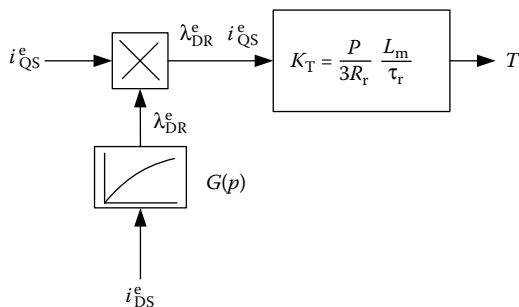 λ^e_DR i^e_QS
i^e_QS
K_T = P/3R_r L_m/τ_r
T
λ^e_DR
G(p)
i^e_DS